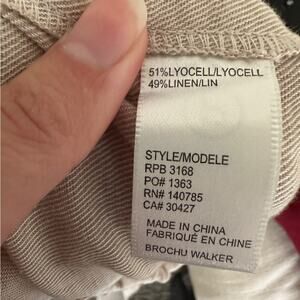 51%LYOCELL/LYOCELL
49%LINEN/LIN
STYLE/MODELE
RPB 3168
PO# 1363
RN# 140785
CA# 30427
MADE IN CHINA
FABRIQUÉ EN CHINE
BROCHU WALKER